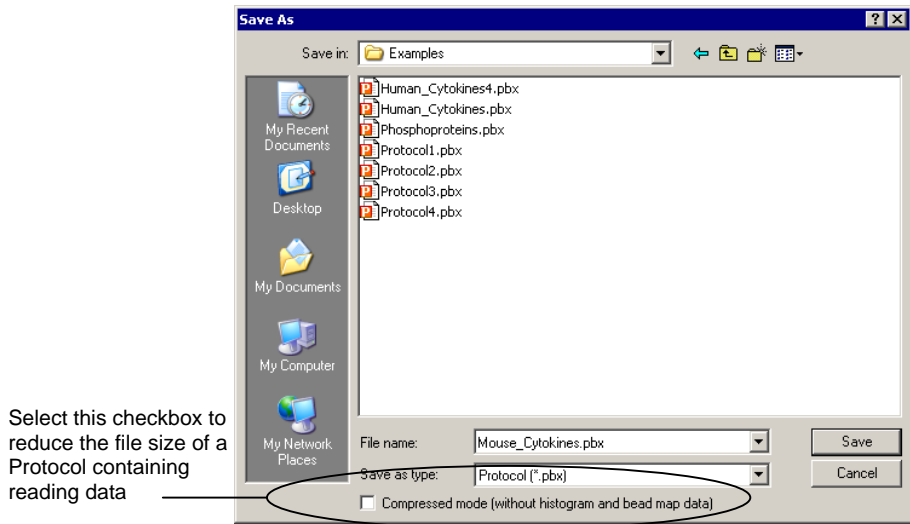 Save As
Save in:
Examples
My Recent
Documents
Desktop
My Documents
My Computer
My Network
Places
Human_Cytokines4.pbx
Human_Cytokines.pbx
Phosphoproteins.pbx
Protocol1.pbx
Protocol2.pbx
Protocol3.pbx
Protocol4.pbx
File name:
Mouse_Cytokines.pbx
Save
Save as type:
Protocol (*.pbx)
Cancel
Compressed mode (without histogram and bead map data)
Select this checkbox to
reduce the file size of a
Protocol containing
reading data